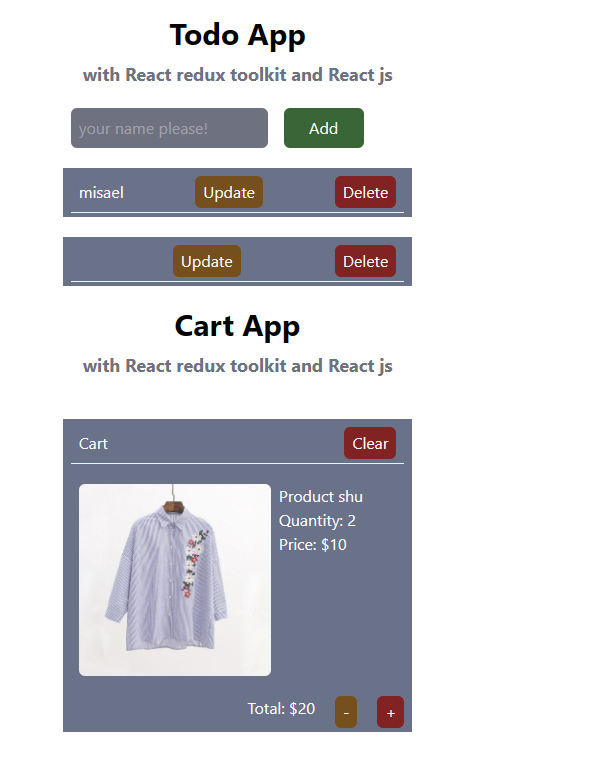 Todo App
with React redux toolkit and React js
your name please!
Add
misael
Update
Delete
Update
Delete
Cart App
with React redux toolkit and React js
Cart
Clear
Product shu
Quantity: 2
Price: $10
Total: $20
-
+